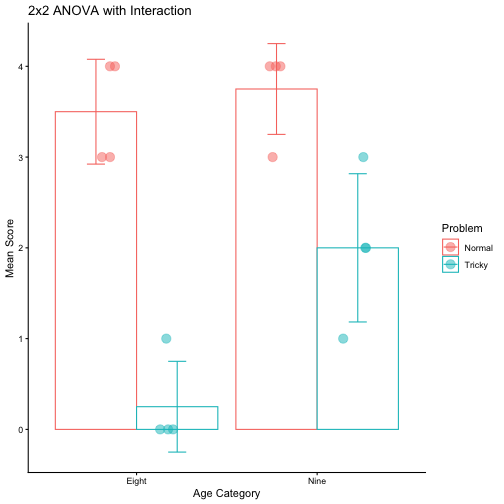 2x2 ANOVA with Interaction
4
3
2
1
0
Mean Score
Eight
Nine
Age Category
Problem
Normal
Tricky